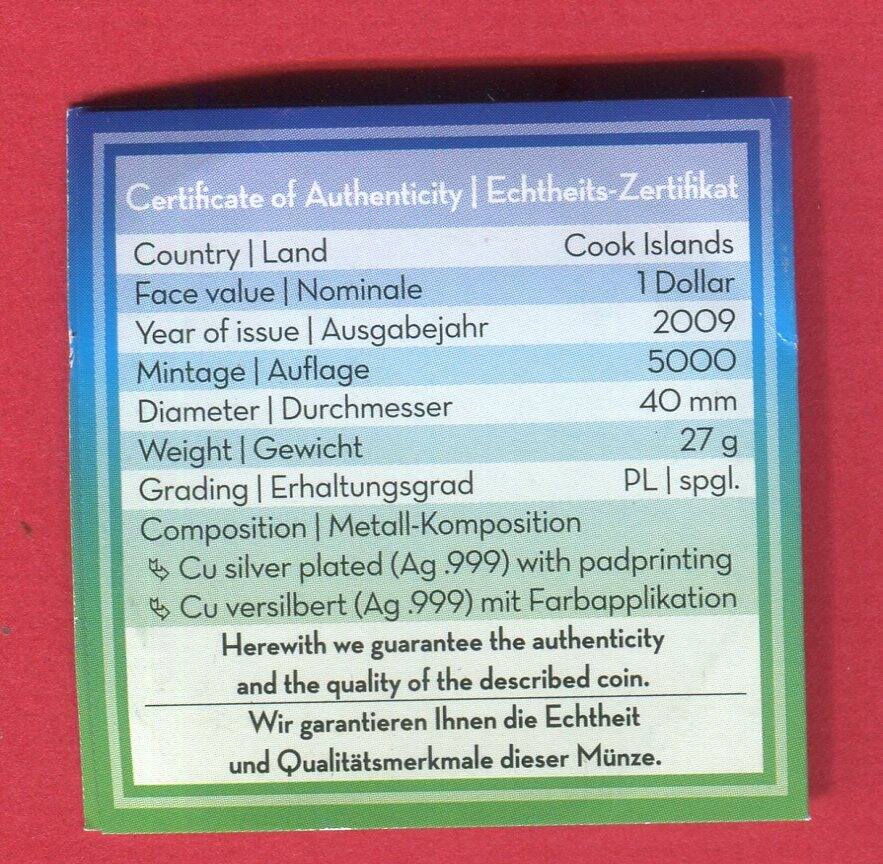 Certificate of Authenticity | Echtheits-Zertifikat
Country | Land Cook Islands
Face value | Nominale 1 Dollar
Year of issue | Ausgabejahr 2009
Mintage | Auflage 5000
Diameter | Durchmesser 40 mm
Weight | Gewicht 27 g
Grading | Erhaltungsgrad PL | spgl.
Composition | Metall-Komposition
Cu silver plated (Ag .999) with padprinting
Cu versilbert (Ag .999) mit Farbapplikation
Herewith we guarantee the authenticity
and the quality of the described coin.
Wir garantieren Ihnen die Echtheit
und Qualitätsmerkmale dieser Münze.